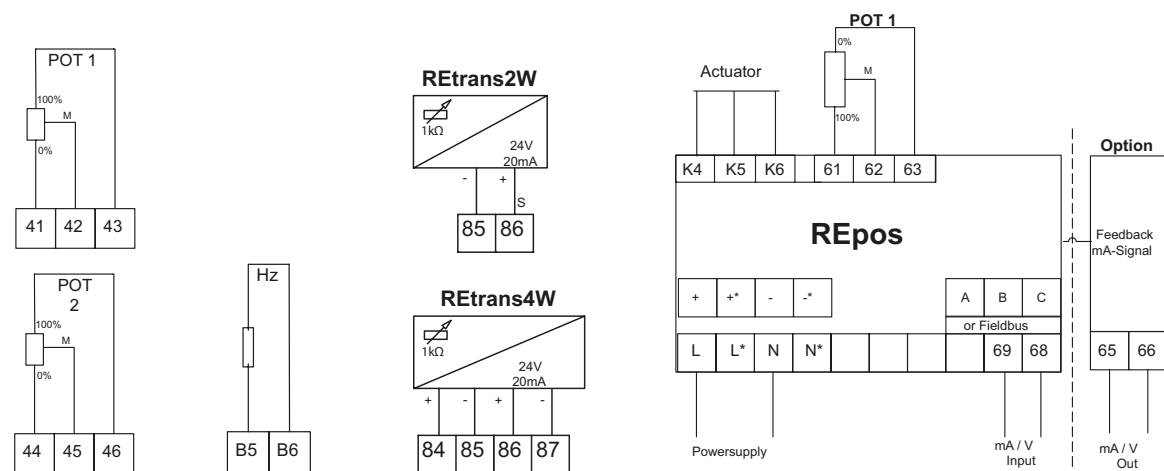 POT 1
100%
M
0%
41 42 43
POT
2
100%
M
0%
44 45 46
Hz
B5 B6
REtrans2W
1kΩ
24V
20mA
- +
S
85 86
REtrans4W
1kΩ
24V
20mA
+ - + -
84 85 86 87
POT 1
0%
M
100%
Actuator
K4 K5 K6 61 62 63
REpos
+ +* - -*
A B C
or Fieldbus
L L* N N* 69 68
Powersupply
mA / V
Input
Option
Feedback
mA-Signal
65 66
mA / V
Out